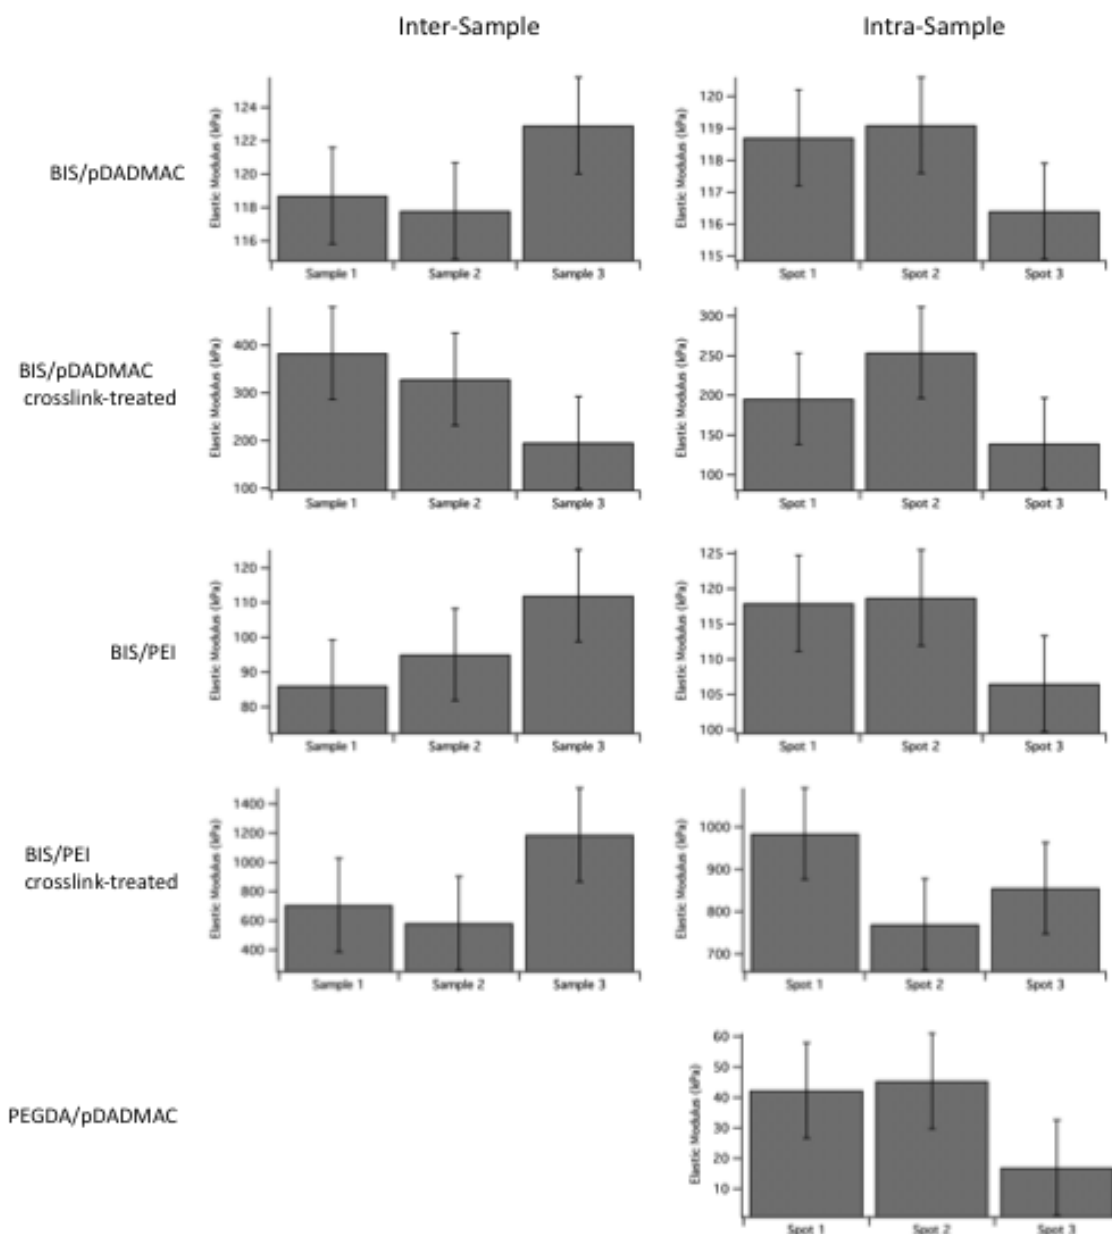 Inter-Sample Intra-Sample
BIS/pDADMAC
Elastic Modulus (kPa)
124
122
120
118
116
Sample 1 Sample 2 Sample 3
Elastic Modulus (kPa)
120
119
118
117
116
115
Spot 1 Spot 2 Spot 3
BIS/pDADMAC
crosslink-treated
Elastic Modulus (kPa)
400
300
200
100
Sample 1 Sample 2 Sample 3
Elastic Modulus (kPa)
300
250
200
150
100
Spot 1 Spot 2 Spot 3
BIS/PEI
Elastic Modulus (kPa)
120
110
100
90
80
Sample 1 Sample 2 Sample 3
Elastic Modulus (kPa)
125
120
115
110
105
100
Spot 1 Spot 2 Spot 3
BIS/PEI
crosslink-treated
Elastic Modulus (kPa)
1400
1200
1000
800
600
400
Sample 1 Sample 2 Sample 3
Elastic Modulus (kPa)
1000
900
800
700
Spot 1 Spot 2 Spot 3
PEGDA/pDADMAC
Elastic Modulus (kPa)
60
50
40
30
20
10
Spot 1 Spot 2 Spot 3